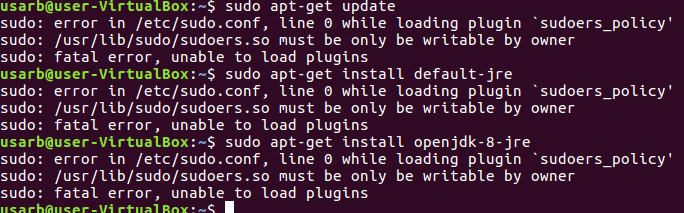 usarb@user-VirtualBox:~$ sudo apt-get update
sudo: error in /etc/sudo.conf, line 0 while loading plugin `sudoers_policy'
sudo: /usr/lib/sudo/sudoers.so must be only be writable by owner
sudo: fatal error, unable to load plugins
usarb@user-VirtualBox:~$ sudo apt-get install default-jre
sudo: error in /etc/sudo.conf, line 0 while loading plugin `sudoers_policy'
sudo: /usr/lib/sudo/sudoers.so must be only be writable by owner
sudo: fatal error, unable to load plugins
usarb@user-VirtualBox:~$ sudo apt-get install openjdk-8-jre
sudo: error in /etc/sudo.conf, line 0 while loading plugin `sudoers_policy'
sudo: /usr/lib/sudo/sudoers.so must be only be writable by owner
sudo: fatal error, unable to load plugins
usarb@user-VirtualBox:~$